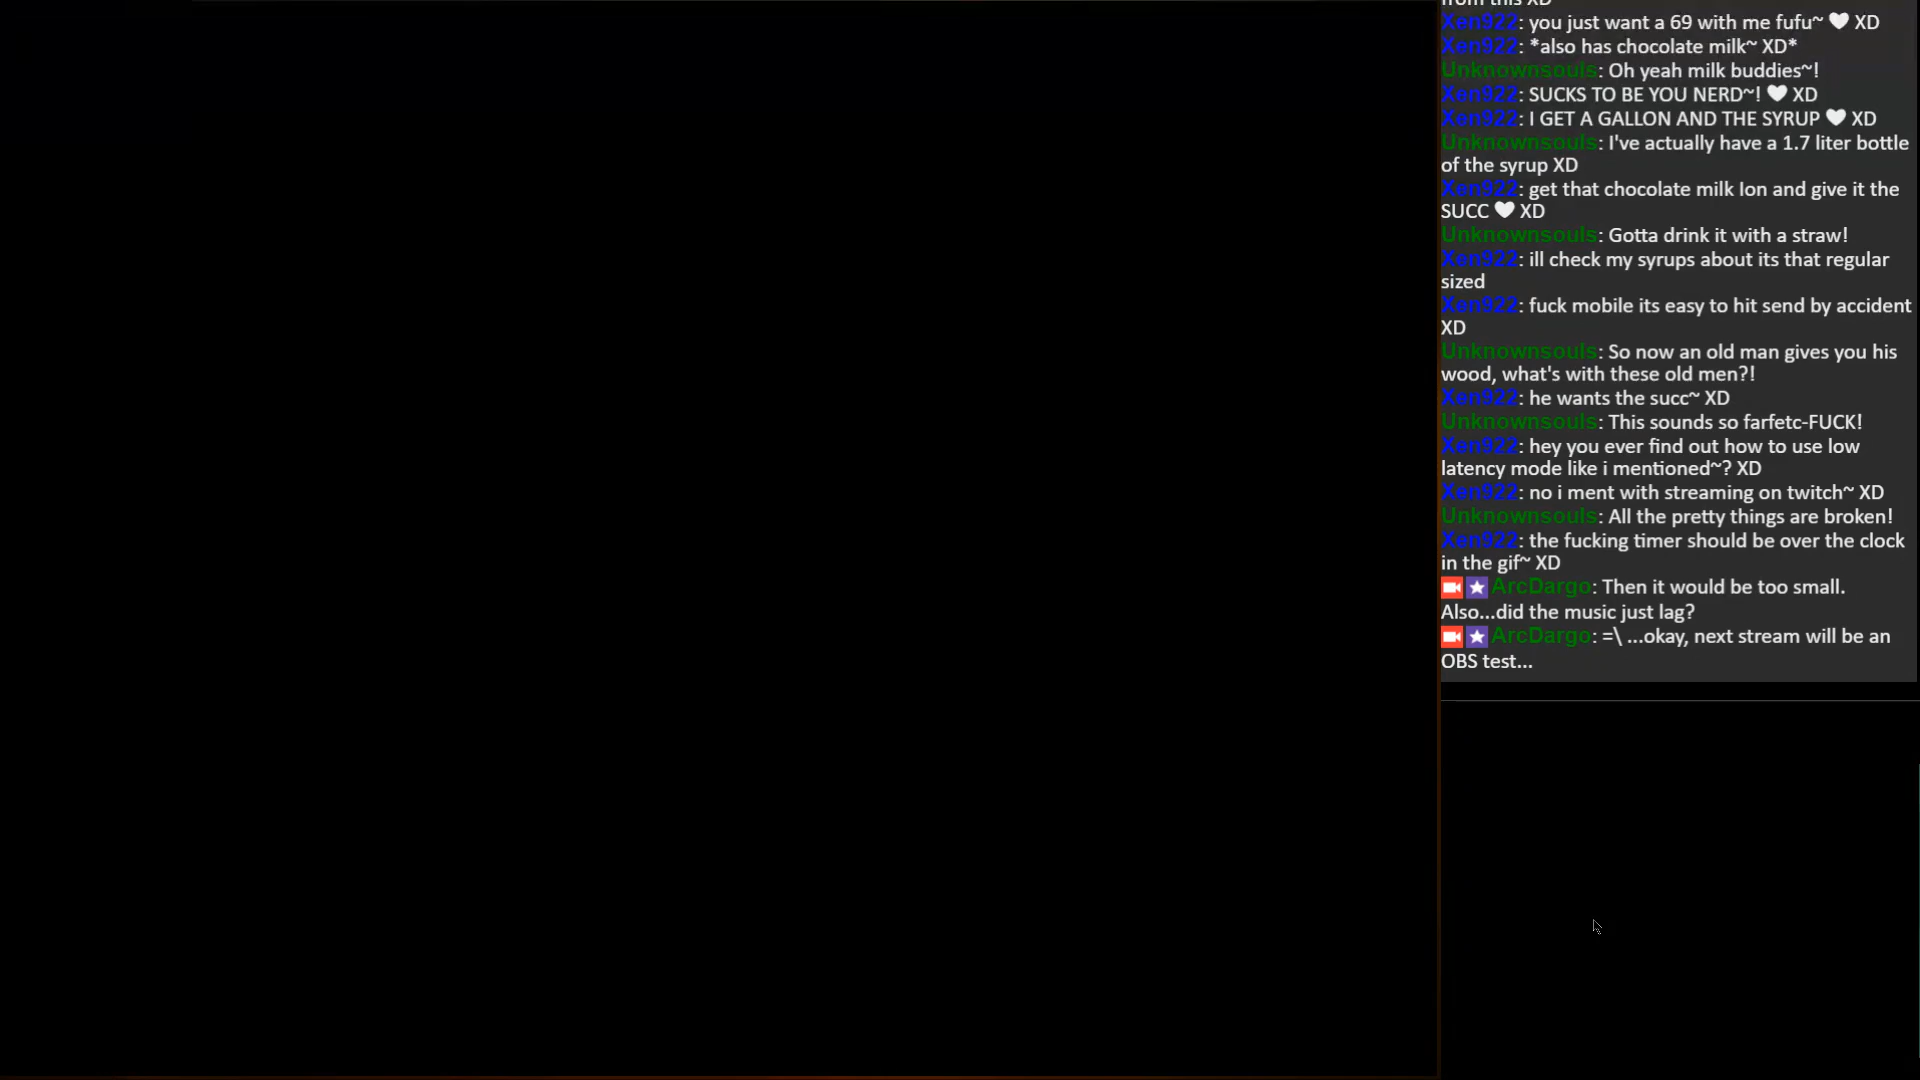 from this XD
Xen922: you just want a 69 with me fufu~ 🤍 XD
Xen922: *also has chocolate milk~ XD*
Unknownsouls: Oh yeah milk buddies~!
Xen922: SUCKS TO BE YOU NERD~! 🤍 XD
Xen922: I GET A GALLON AND THE SYRUP 🤍 XD
Unknownsouls: I've actually have a 1.7 liter bottle
of the syrup XD
Xen922: get that chocolate milk Ion and give it the
SUCC 🤍 XD
Unknownsouls: Gotta drink it with a straw!
Xen922: ill check my syrups about its that regular
sized
Xen922: fuck mobile its easy to hit send by accident
XD
Unknownsouls: So now an old man gives you his
wood, what's with these old men?!
Xen922: he wants the succ~ XD
Unknownsouls: This sounds so farfetc-FUCK!
Xen922: hey you ever find out how to use low
latency mode like i mentioned~? XD
Xen922: no i ment with streaming on twitch~ XD
Unknownsouls: All the pretty things are broken!
Xen922: the fucking timer should be over the clock
in the gif~ XD
ArcDargo: Then it would be too small.
Also...did the music just lag?
ArcDargo: =\ ...okay, next stream will be an
OBS test...